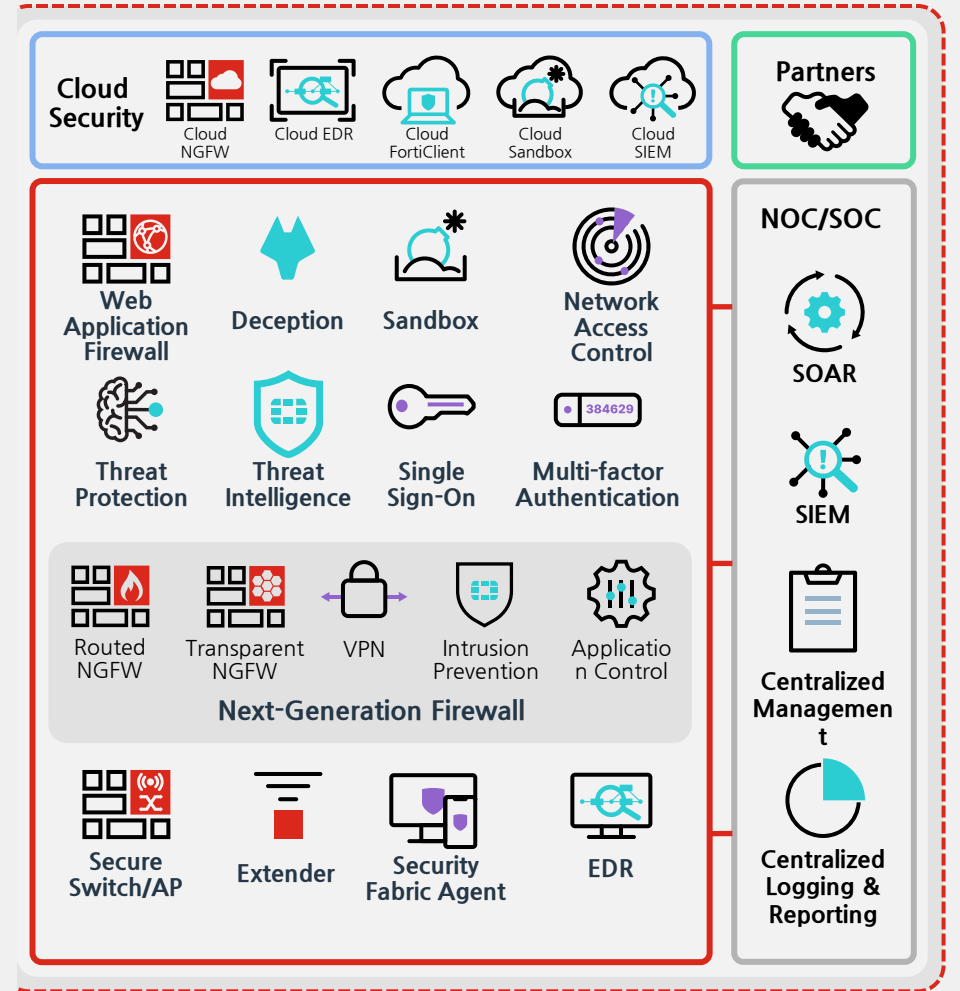 Cloud
Security
Cloud
NGFW
Cloud EDR
Cloud
FortiClient
Cloud
Sandbox
Cloud
SIEM
Partners
Web
Application
Firewall
Deception
Sandbox
Network
Access
Control
Threat
Protection
Threat
Intelligence
Single
Sign-On
384629
Multi-factor
Authentication
Routed
NGFW
Transparent
NGFW
VPN
Intrusion
Prevention
Applicatio
n Control
Next-Generation Firewall
Secure
Switch/AP
Extender
Security
Fabric Agent
EDR
NOC/SOC
SOAR
!
SIEM
Centralized
Managemen
t
Centralized
Logging &
Reporting